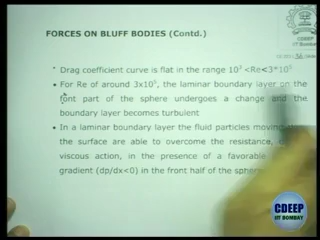 CDEEP
IIT Bombay
FORCES ON BLUFF BODIES (Contd.)
• Drag coefficient curve is flat in the range 10³ <Re<3*10⁵
• For Re of around 3x10⁵, the laminar boundary layer on the
font part of the sphere undergoes a change and the
boundary layer becomes turbulent
• In a laminar boundary layer the fluid particles moving
the surface are able to overcome the resistance,
viscous action, in the presence of a favorable
gradient (dp/dx<0) in the front half of the sphere
CDEEP
IIT BOMBAY